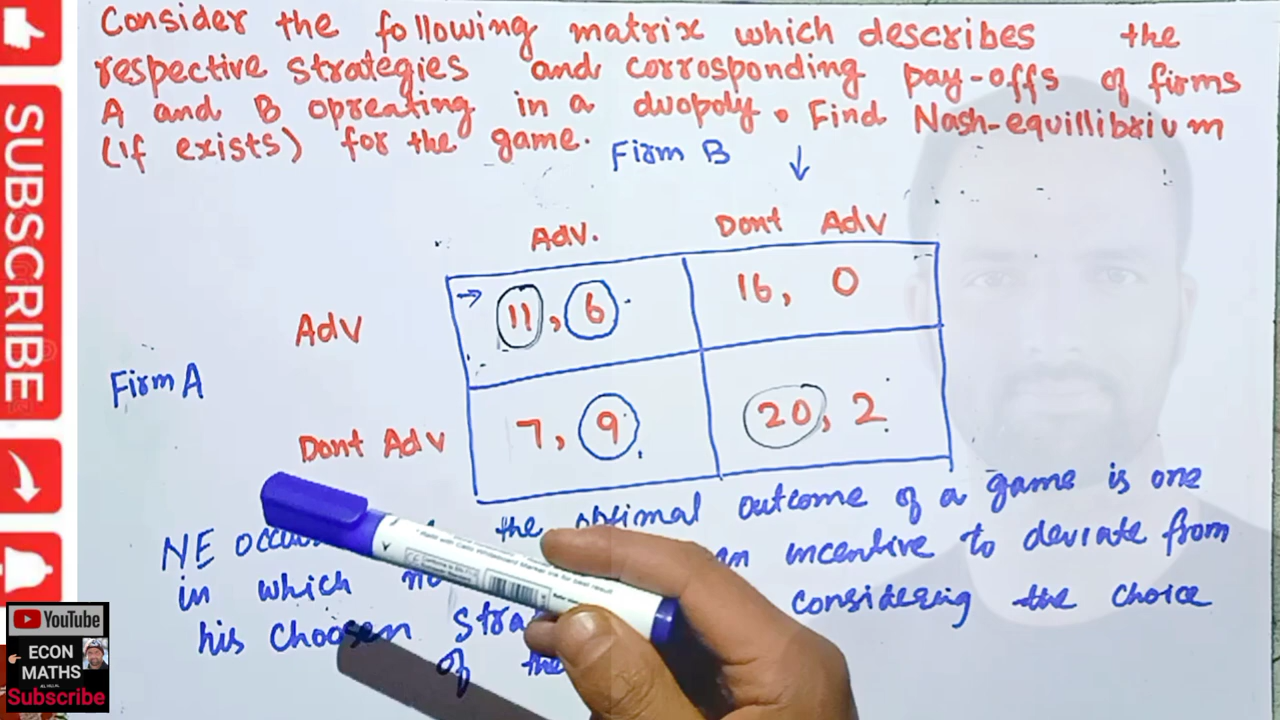 Consider the following matrix which describes the
respective strategies and corrosponding pay-offs of firms
A and B opreating in a duopoly. Find Nash-equillibrium
(if exists) for the game.
Firm B
Adv. Dont Adv
Adv 11, 6 16, 0
Firm A
Dont Adv 7, 9 20, 2
NE the optimal outcome of a game is one
in which incentive to deviate from
his choosen considering the choice
of the
SUBSCRIBE
YouTube
ECON
MATHS
Subscribe